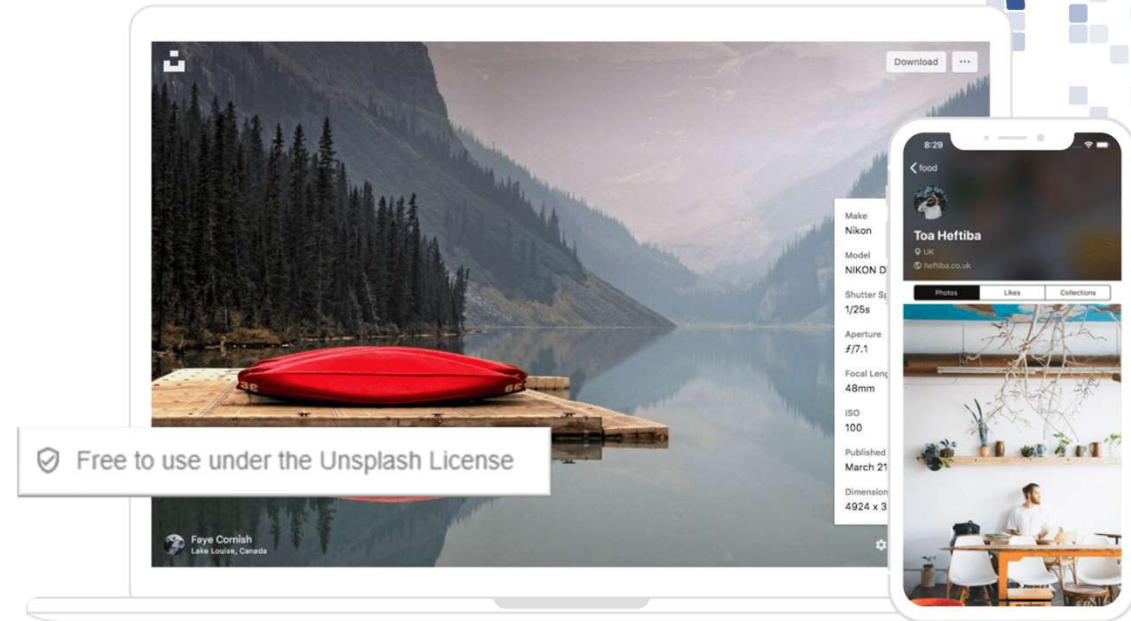 Download
Make
Nikon
Model
NIKON
Shutter
1/25s
Aperture
ƒ/7.1
Focal
48mm
ISO
100
Published
March 21
4924 x
Free to use under the Unsplash License
Faye Cornish
Lake Louise, Canada
8:29
food
Toa Heftiba
UK
heftiba.co.uk
Photos Likes Collections